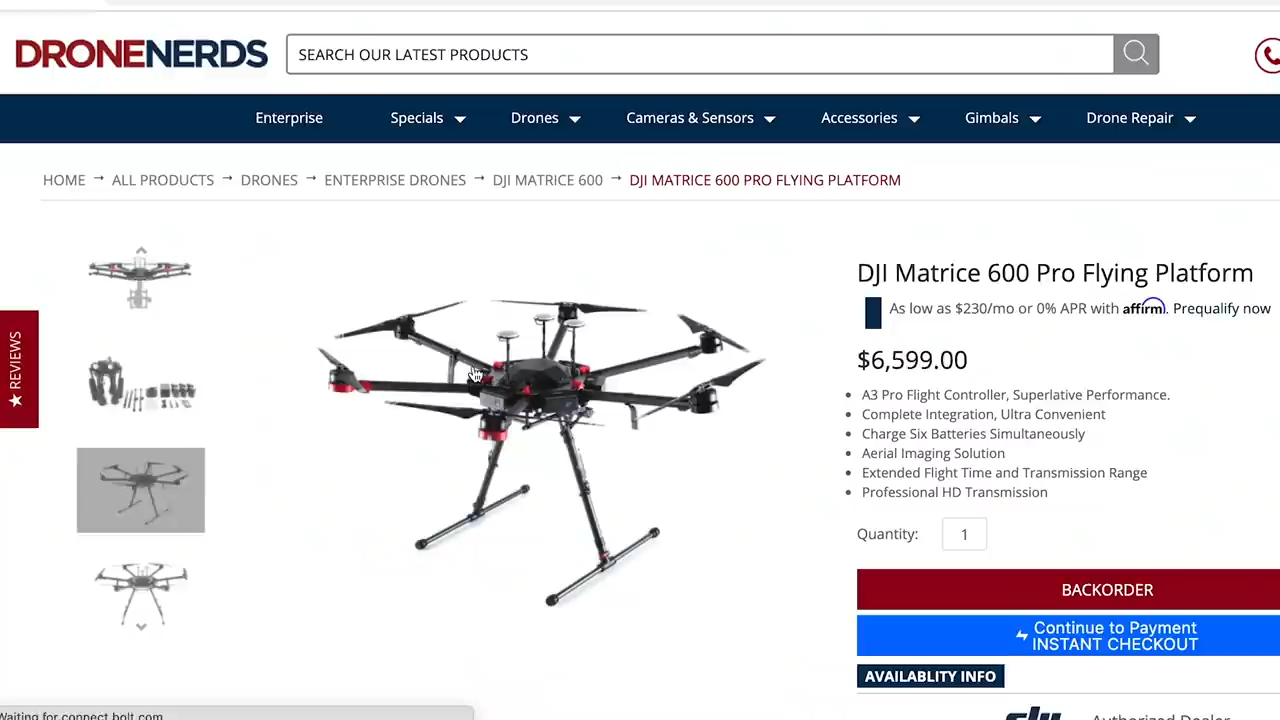 DRONENERDS
SEARCH OUR LATEST PRODUCTS
Enterprise Specials Drones Cameras & Sensors Accessories Gimbals Drone Repair
HOME → ALL PRODUCTS → DRONES → ENTERPRISE DRONES → DJI MATRICE 600 → DJI MATRICE 600 PRO FLYING PLATFORM
★ REVIEWS
DJI Matrice 600 Pro Flying Platform
As low as $230/mo or 0% APR with affirm. Prequalify now
$6,599.00
A3 Pro Flight Controller, Superlative Performance.
Complete Integration, Ultra Convenient
Charge Six Batteries Simultaneously
Aerial Imaging Solution
Extended Flight Time and Transmission Range
Professional HD Transmission
Quantity: 1
BACKORDER
Continue to Payment
INSTANT CHECKOUT
AVAILABLITY INFO
dji Authorized Dealer
Waiting for connect.bolt.com